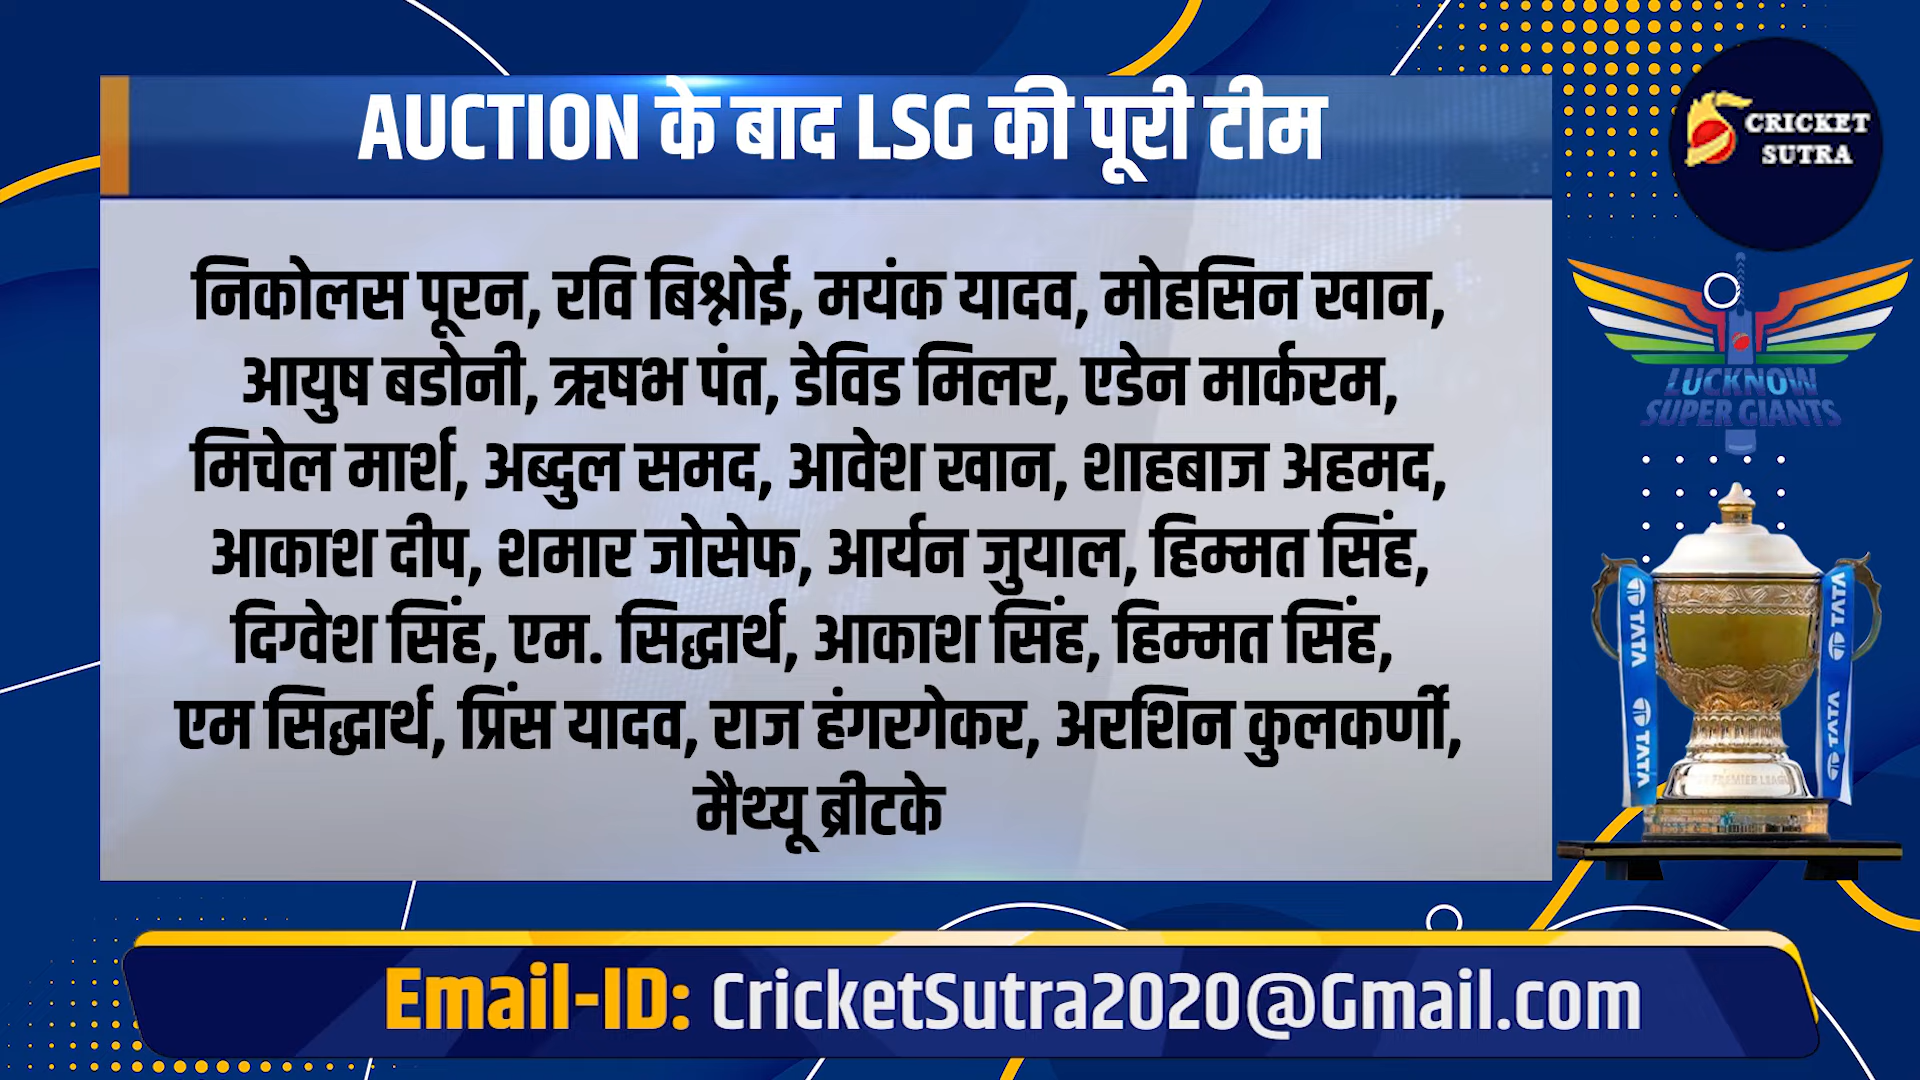 AUCTION के बाद LSG की पूरी टीम
CRICKET
SUTRA
निकोलस पूरन, रवि बिश्नोई, मयंक यादव, मोहसिन खान,
आयुष बडोनी, ऋषभ पंत, डेविड मिलर, एडेन मार्करम,
मिचेल मार्श, अब्दुल समद, आवेश खान, शाहबाज अहमद,
आकाश दीप, शमार जोसेफ, आर्यन जुयाल, हिम्मत सिंह,
दिग्वेश सिंह, एम. सिद्धार्थ, आकाश सिंह, हिम्मत सिंह,
एम सिद्धार्थ, प्रिंस यादव, राज हंगरगेकर, अरशिन कुलकर्णी,
मैथ्यू ब्रीटके
LUCKNOW
SUPER GIANTS
TATA
TATA
TATA
TATA
PREMIER LEAGUE
Email-ID: CricketSutra2020@Gmail.com